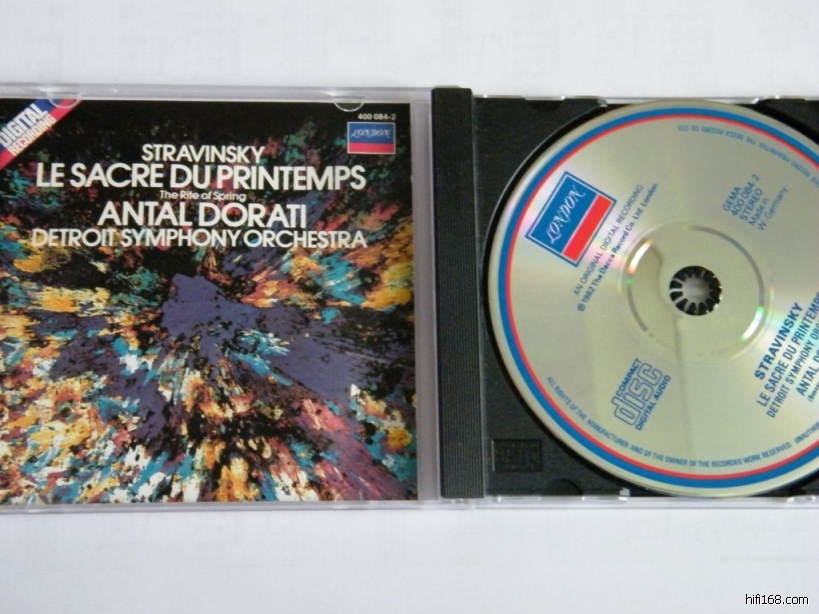 DIGITAL
RECORDING
400 084-2
LONDON
STRAVINSKY
LE SACRE DU PRINTEMPS
The Rite of Spring
ANTAL DORATI
DETROIT SYMPHONY ORCHESTRA
LONDON
AN ORIGINAL DIGITAL RECORDING
℗ 1982 The Decca Record Co. Ltd. London
GEMA
400 084-2
STEREO
Made in
W. Germany
COMPACT
disc
DIGITAL AUDIO
STRAVINSKY
LE SACRE DU PRINTEMPS
DETROIT SYMPHONY
ANTAL
ALL RIGHTS OF THE MANUFACTURER AND OF THE OWNER OF THE RECORDED WORK RESERVED
hifi168.com